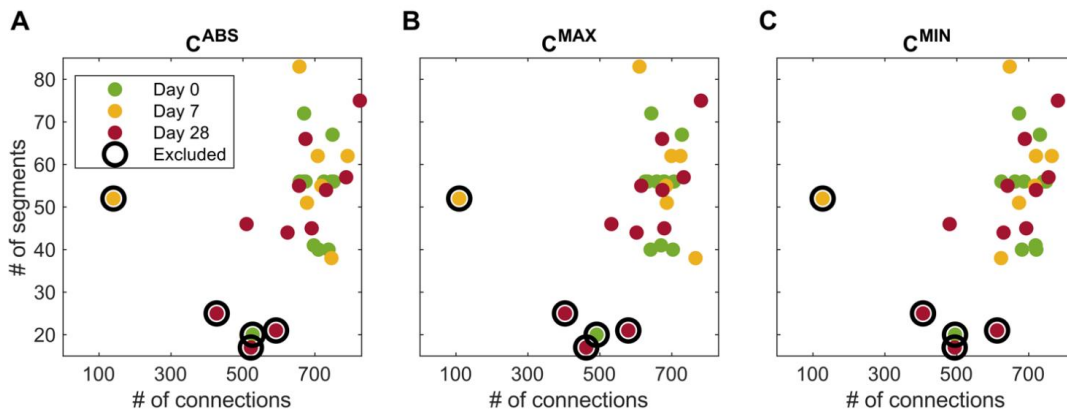 A
B
C
C^ABS
C^MAX
C^MIN
Day 0
Day 7
Day 28
Excluded
# of segments
80
70
60
50
40
30
20
100 300 500 700
100 300 500 700
100 300 500 700
# of connections
# of connections
# of connections